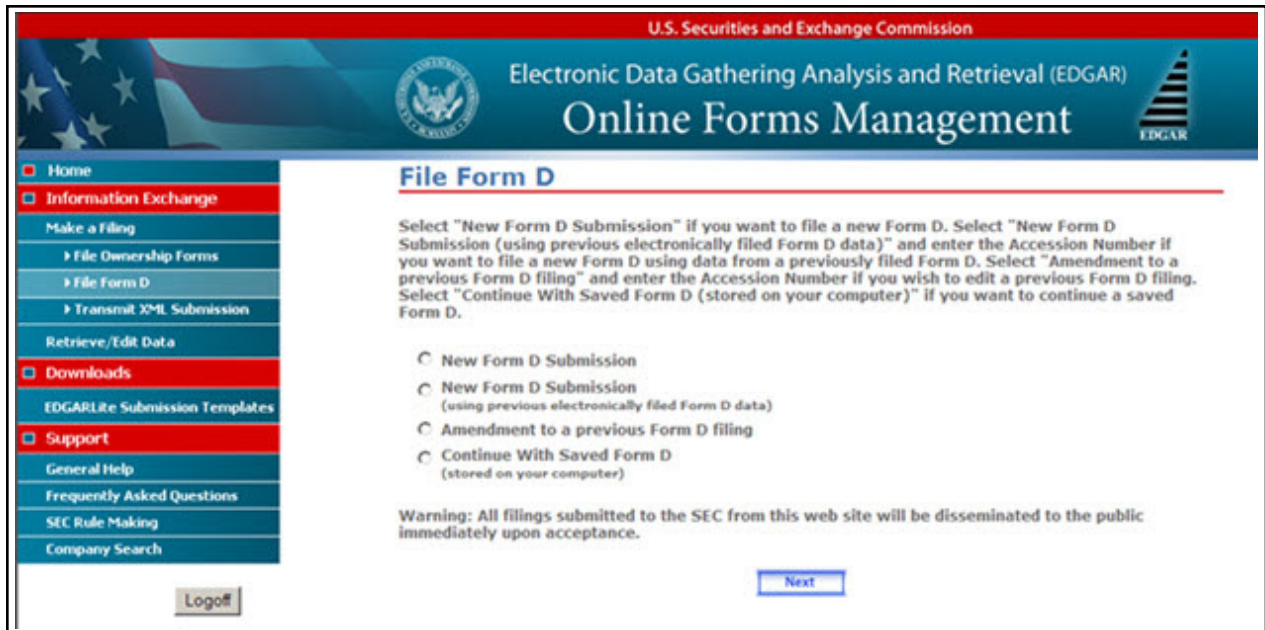 U.S. Securities and Exchange Commission
Electronic Data Gathering Analysis and Retrieval (EDGAR)
Online Forms Management
EDGAR
Home
Information Exchange
Make a Filing
File Ownership Forms
File Form D
Transmit XML Submission
Retrieve/Edit Data
Downloads
EDGARLite Submission Templates
Support
General Help
Frequently Asked Questions
SEC Rule Making
Company Search
Logoff
File Form D
Select "New Form D Submission" if you want to file a new Form D. Select "New Form D
Submission (using previous electronically filed Form D data)" and enter the Accession Number if
you want to file a new Form D using data from a previously filed Form D. Select "Amendment to a
previous Form D filing" and enter the Accession Number if you wish to edit a previous Form D filing.
Select "Continue With Saved Form D (stored on your computer)" if you want to continue a saved
Form D.
New Form D Submission
New Form D Submission
(using previous electronically filed Form D data)
Amendment to a previous Form D filing
Continue With Saved Form D
(stored on your computer)
Warning: All filings submitted to the SEC from this web site will be disseminated to the public
immediately upon acceptance.
Next